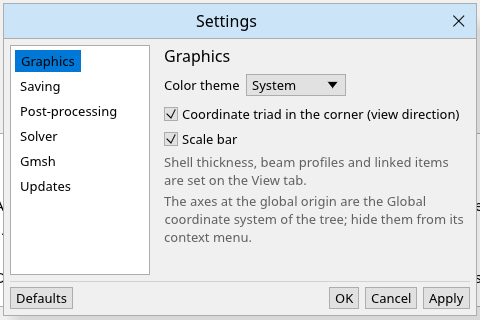 Settings
Graphics
Saving
Post-processing
Solver
Gmsh
Updates
Graphics
Color theme System
Coordinate triad in the corner (view direction)
Scale bar
Shell thickness, beam profiles and linked items
are set on the View tab.
The axes at the global origin are the Global
coordinate system of the tree; hide them from its
context menu.
Defaults
OK
Cancel
Apply